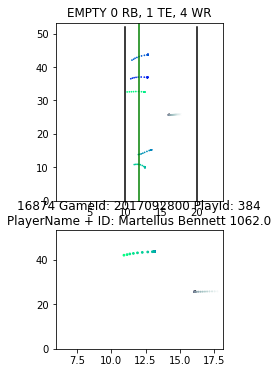 EMPTY 0 RB, 1 TE, 4 WR
50
40
30
20
10
0
5 10 15 20
16874 GameId: 2017092800 PlayId: 384
PlayerName + ID: Martellus Bennett 1062.0
40
20
0
7.5 10.0 12.5 15.0 17.5